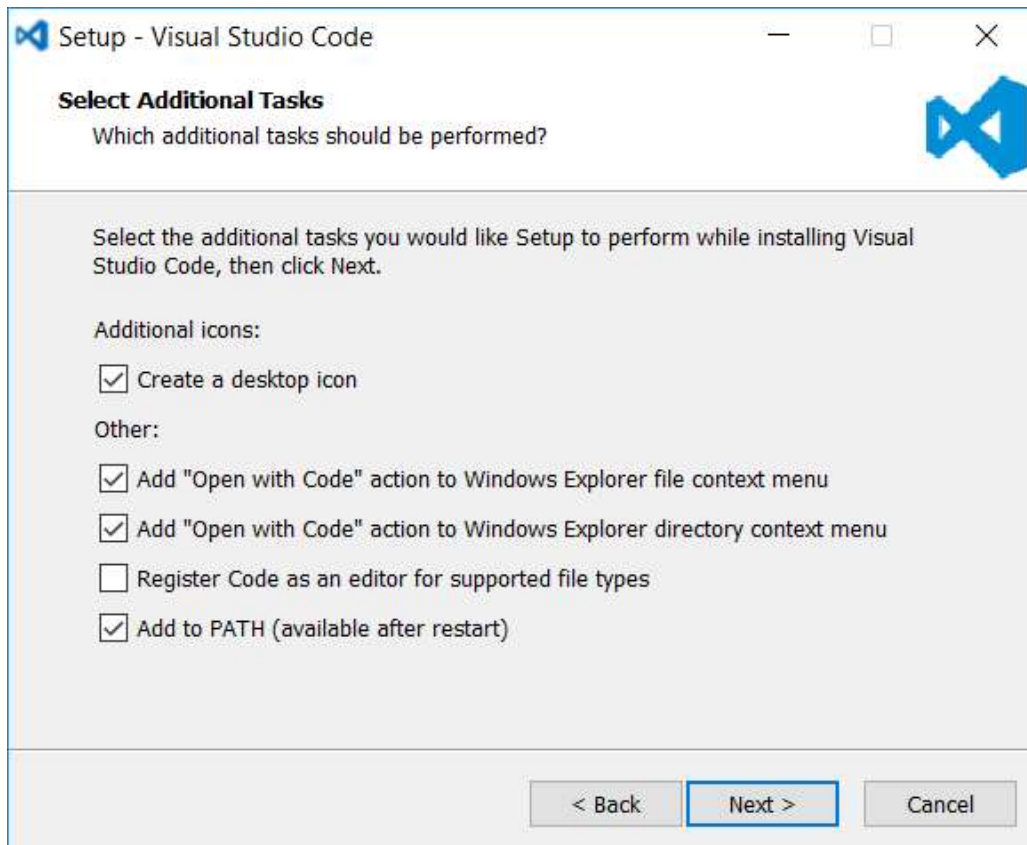 Setup - Visual Studio Code
Select Additional Tasks
Which additional tasks should be performed?
Select the additional tasks you would like Setup to perform while installing Visual
Studio Code, then click Next.
Additional icons:
Create a desktop icon
Other:
Add "Open with Code" action to Windows Explorer file context menu
Add "Open with Code" action to Windows Explorer directory context menu
Register Code as an editor for supported file types
Add to PATH (available after restart)
< Back Next > Cancel